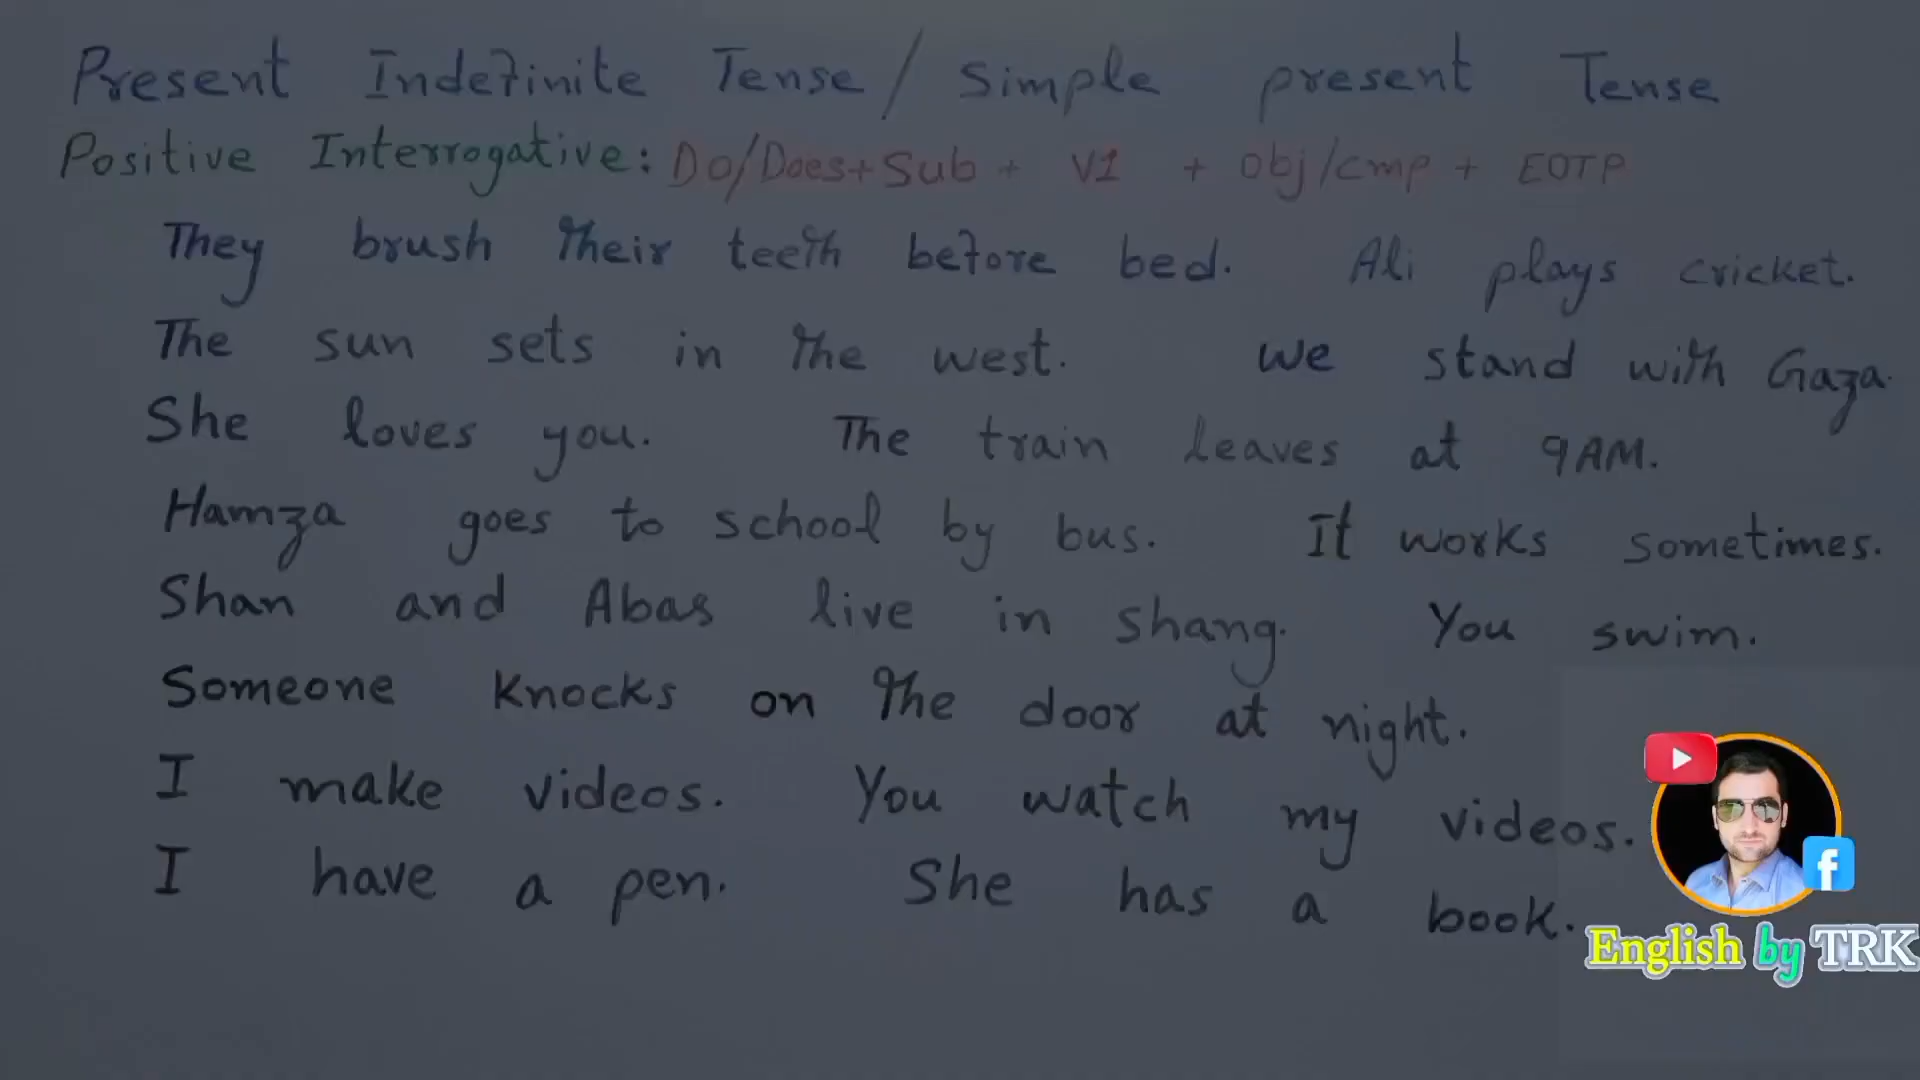 Present Indefinite Tense / Simple present Tense
Positive Interrogative: Do/Does + Sub + V1 + Obj/cmp + EOTP
They brush their teeth before bed. Ali plays cricket.
The sun sets in the west. We stand with Gaza.
She loves you. The train leaves at 9AM.
Hamza goes to school by bus. It works sometimes.
Shan and Abas live in shang. You swim.
Someone knocks on the door at night.
I make videos. You watch my videos.
I have a pen. She has a book.
English by TRK